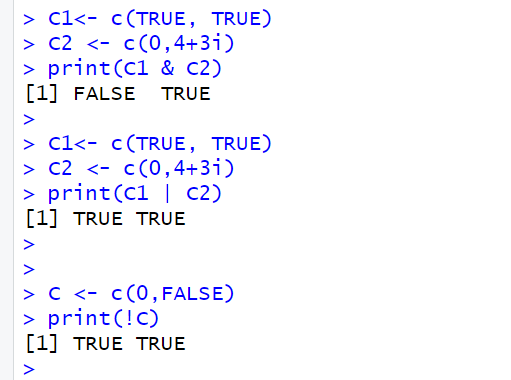 > C1<- c(TRUE, TRUE)
> C2 <- c(0,4+3i)
> print(C1 & C2)
[1] FALSE  TRUE
>
> C1<- c(TRUE, TRUE)
> C2 <- c(0,4+3i)
> print(C1 | C2)
[1] TRUE TRUE
>
>
> C <- c(0,FALSE)
> print(!C)
[1] TRUE TRUE
>